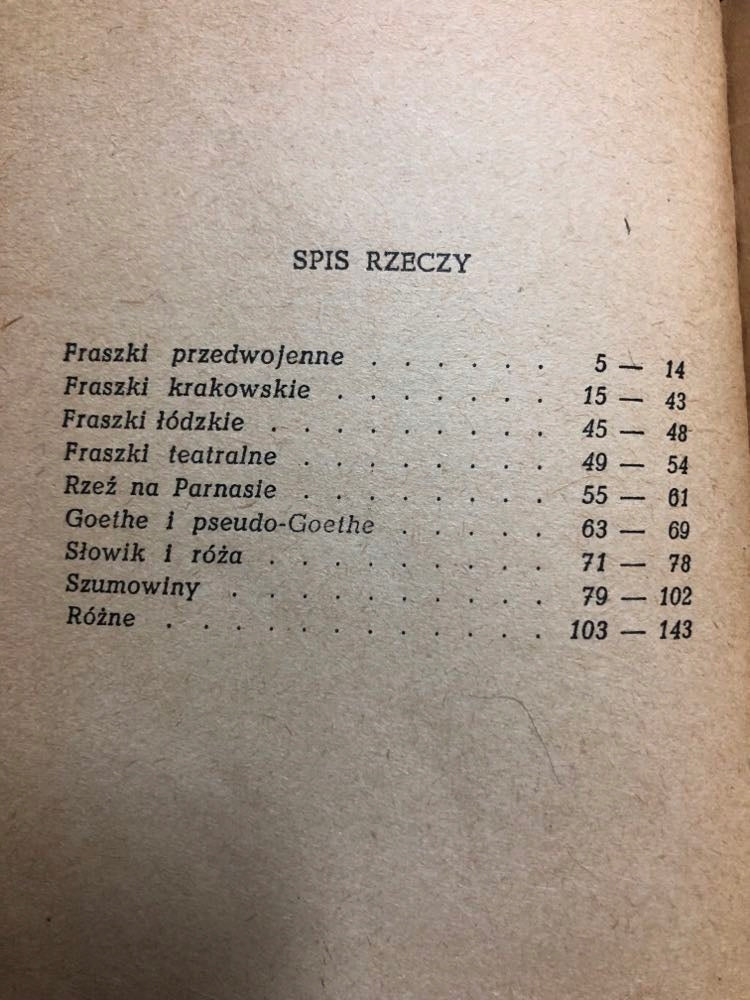 SPIS RZECZY
Fraszki przedwojenne . . . . . . 5 — 14
Fraszki krakowskie . . . . . . . 15 — 43
Fraszki łódzkie . . . . . . . . . 45 — 48
Fraszki teatralne . . . . . . . . 49 — 54
Rzeź na Parnasie . . . . . . . . 55 — 61
Goethe i pseudo-Goethe . . . . . 63 — 69
Słowik i róża . . . . . . . . . 71 — 78
Szumowiny . . . . . . . . . . 79 — 102
Różne . . . . . . . . . . . . 103 — 143